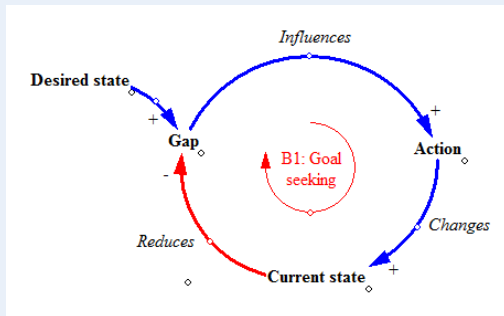 Influences
Desired state
+
+
Gap
B1: Goal
seeking
Action
-
Reduces
Changes
Current state
+